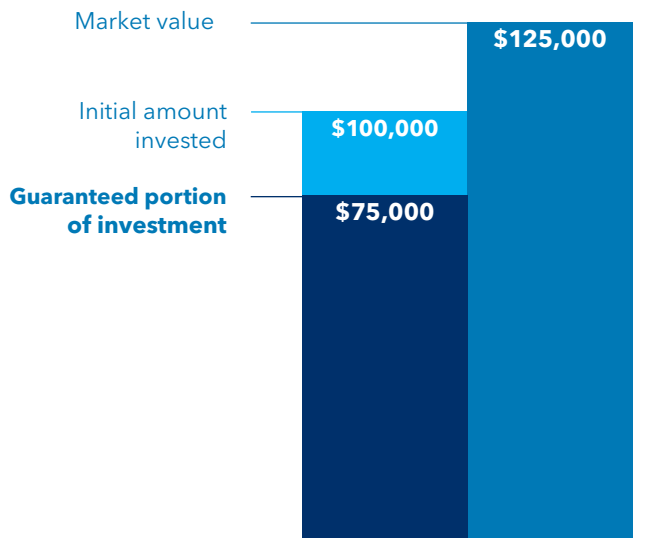 Market value
$125,000
Initial amount
invested
$100,000
Guaranteed portion
of investment
$75,000